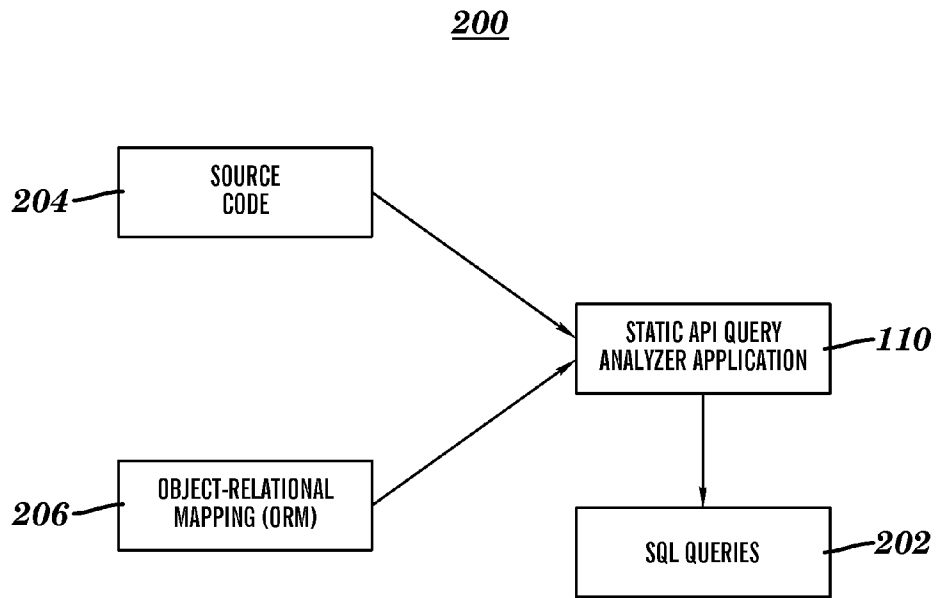 200
SOURCE
CODE
204
STATIC API QUERY
ANALYZER APPLICATION
110
OBJECT-RELATIONAL
MAPPING (ORM)
206
SQL QUERIES
202